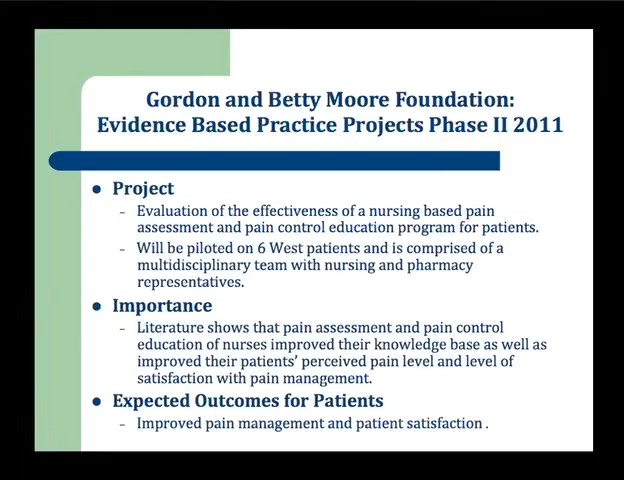 Gordon and Betty Moore Foundation:
Evidence Based Practice Projects Phase II 2011
● Project
– Evaluation of the effectiveness of a nursing based pain
assessment and pain control education program for patients.
– Will be piloted on 6 West patients and is comprised of a
multidisciplinary team with nursing and pharmacy
representatives.
● Importance
– Literature shows that pain assessment and pain control
education of nurses improved their knowledge base as well as
improved their patients’ perceived pain level and level of
satisfaction with pain management.
● Expected Outcomes for Patients
– Improved pain management and patient satisfaction .